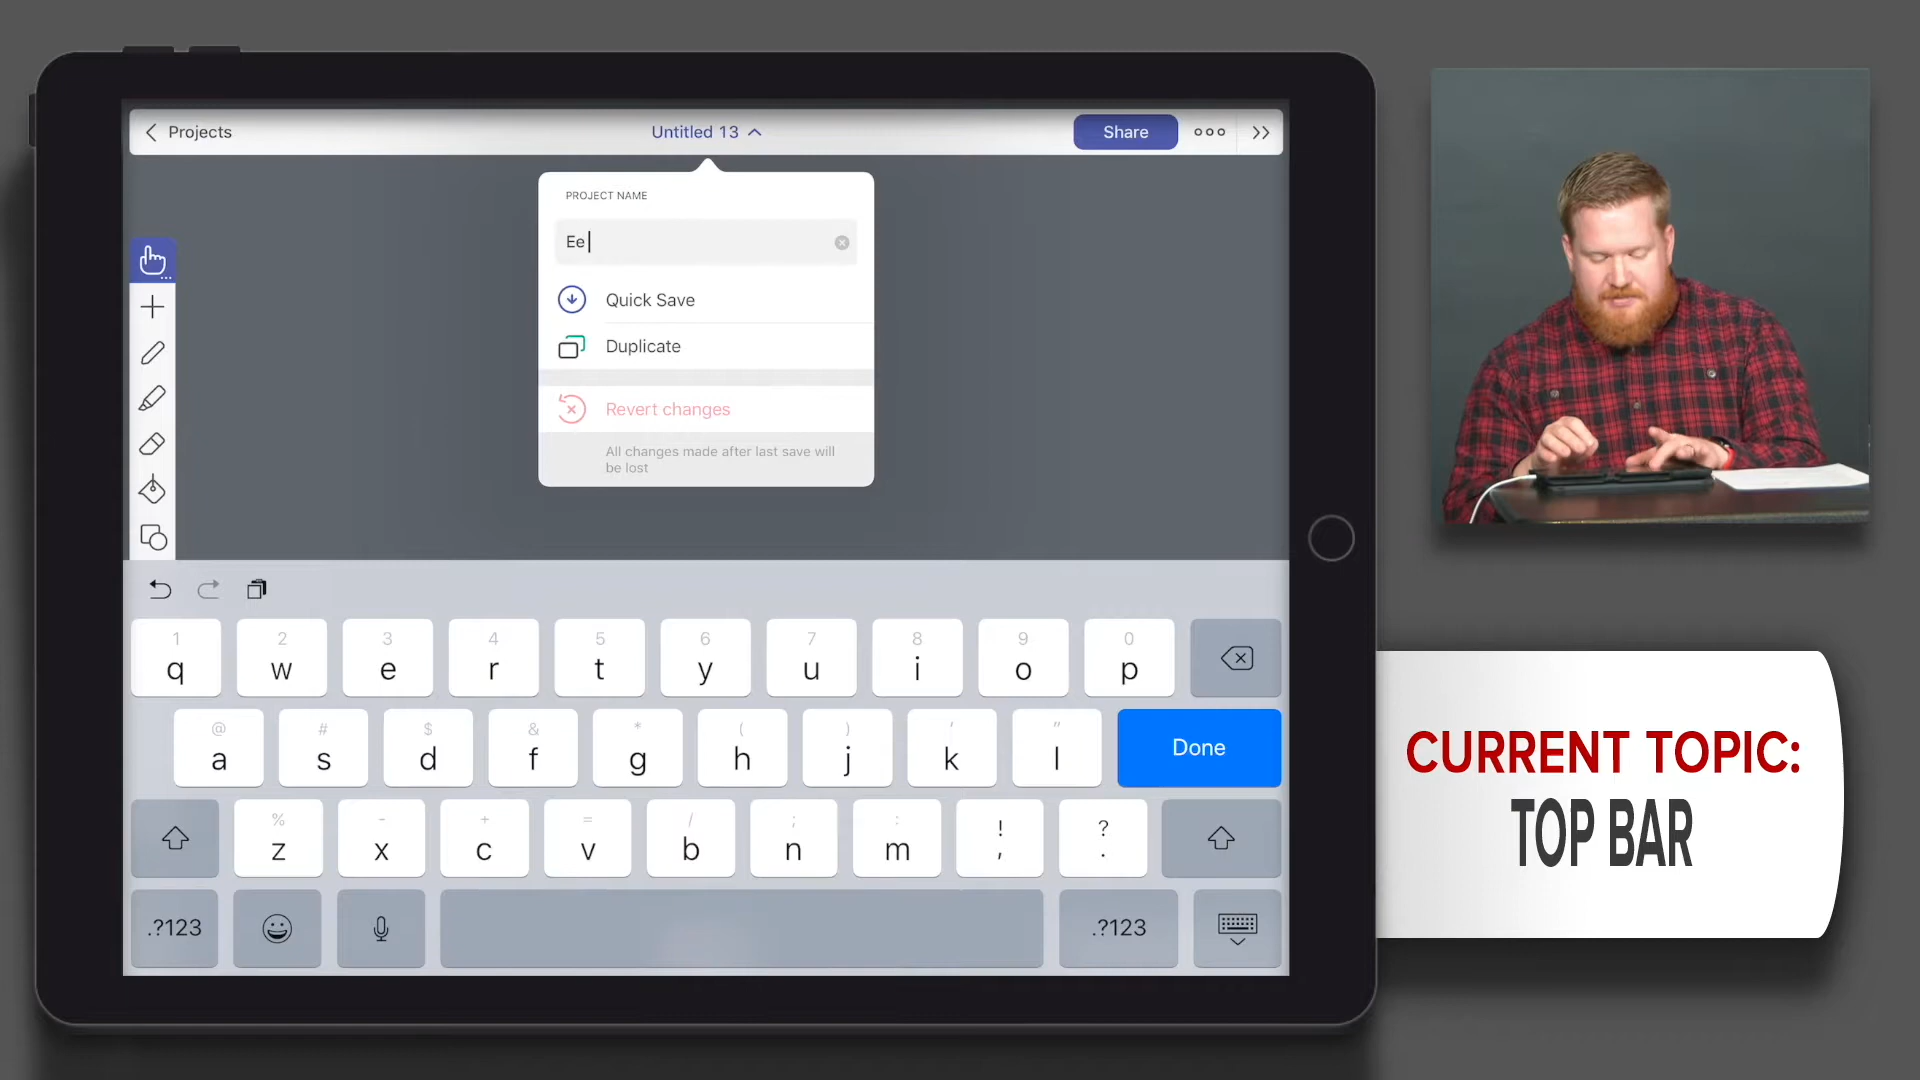 Projects
Untitled 13
Share
PROJECT NAME
Ee
Quick Save
Duplicate
Revert changes
All changes made after last save will
be lost
1 2 3 4 5 6 7 8 9 0
q w e r t y u i o p
@ # $ & * ( ) ' "
a s d f g h j k l Done
% - + = / ; : ! ?
z x c v b n m , .
.?123 .?123
CURRENT TOPIC:
TOP BAR